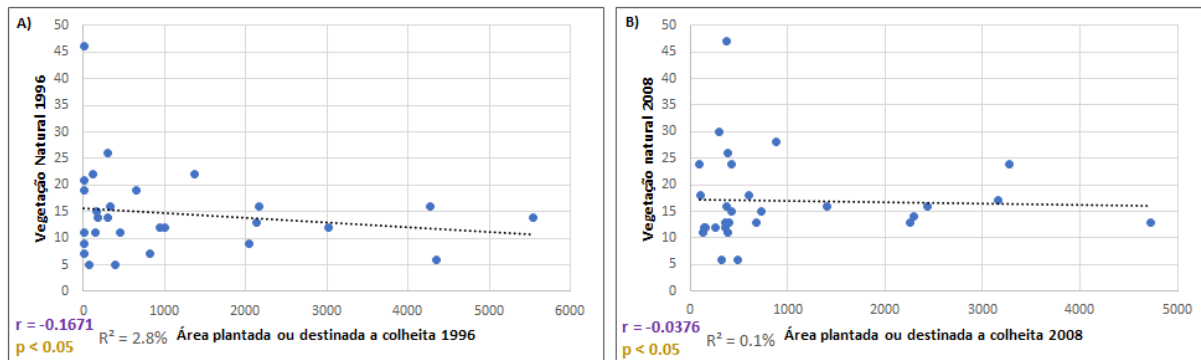 A)
Vegetação Natural 1996
50
45
40
35
30
25
20
15
10
5
0
0 1000 2000 3000 4000 5000 6000
r = -0.1671
R² = 2.8%
Área plantada ou destinada a colheita 1996
p < 0.05
B)
Vegetação natural 2008
50
45
40
35
30
25
20
15
10
5
0
0 1000 2000 3000 4000 5000
r = -0.0376
R² = 0.1%
Área plantada ou destinada a colheita 2008
p < 0.05